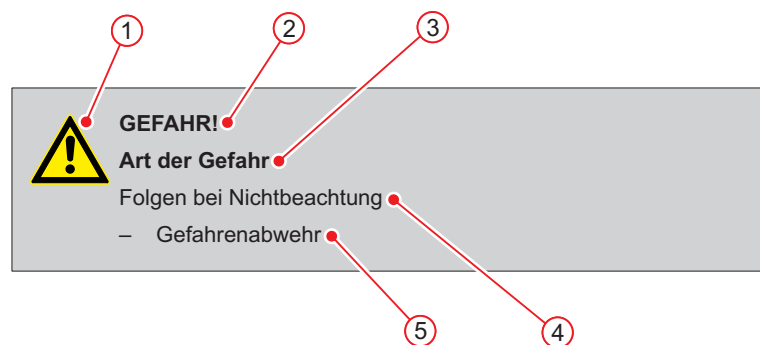 1 2 3
GEFAHR!
Art der Gefahr
Folgen bei Nichtbeachtung
– Gefahrenabwehr
5 4